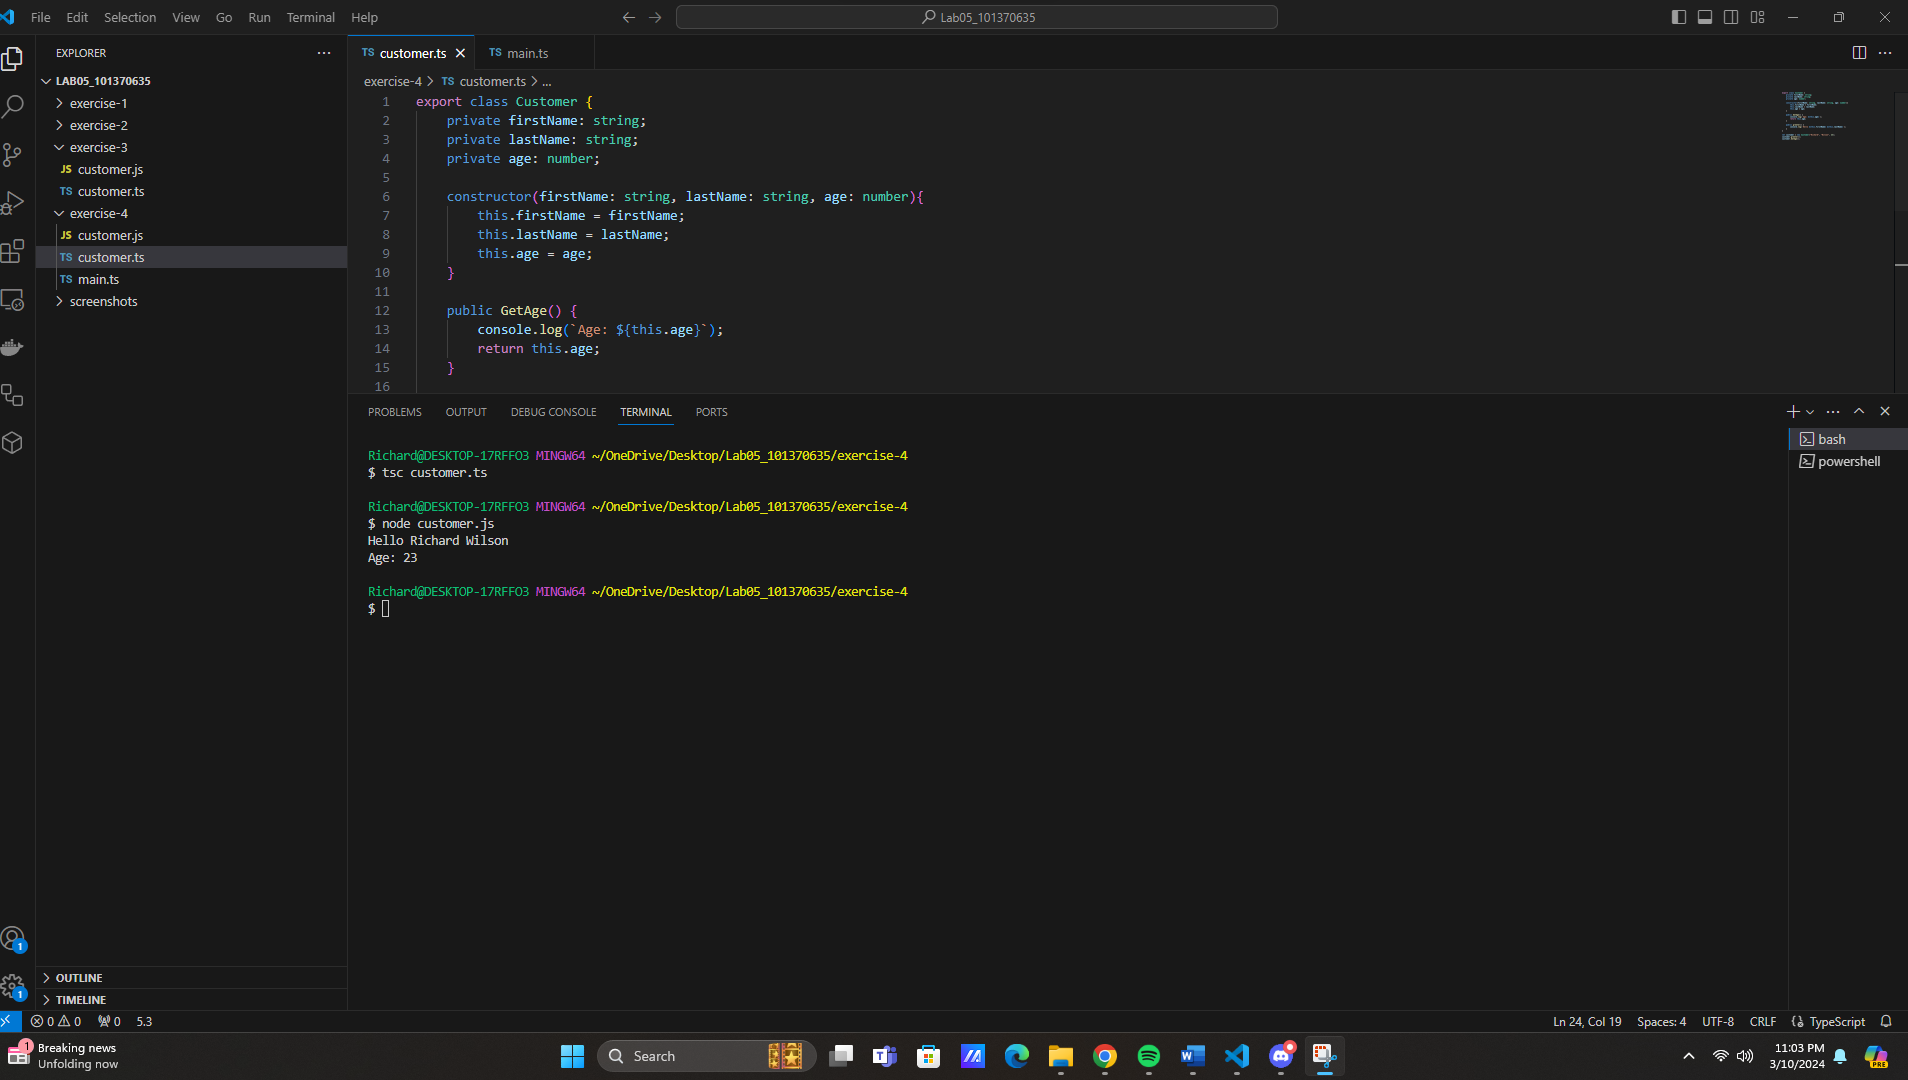 File Edit Selection View Go Run Terminal Help
Lab05_101370635
EXPLORER
LAB05_101370635
exercise-1
exercise-2
exercise-3
JS customer.js
TS customer.ts
exercise-4
JS customer.js
TS customer.ts
TS main.ts
screenshots
OUTLINE
TIMELINE
TS customer.ts
TS main.ts
exercise-4 > TS customer.ts > ...
1 export class Customer {
2 private firstName: string;
3 private lastName: string;
4 private age: number;
5
6 constructor(firstName: string, lastName: string, age: number){
7 this.firstName = firstName;
8 this.lastName = lastName;
9 this.age = age;
10 }
11
12 public GetAge() {
13 console.log(`Age: ${this.age}`);
14 return this.age;
15 }
16
PROBLEMS OUTPUT DEBUG CONSOLE TERMINAL PORTS
Richard@DESKTOP-17RFFO3 MINGW64 ~/OneDrive/Desktop/Lab05_101370635/exercise-4
$ tsc customer.ts
Richard@DESKTOP-17RFFO3 MINGW64 ~/OneDrive/Desktop/Lab05_101370635/exercise-4
$ node customer.js
Hello Richard Wilson
Age: 23
Richard@DESKTOP-17RFFO3 MINGW64 ~/OneDrive/Desktop/Lab05_101370635/exercise-4
$
bash
powershell
1
1
0 0 0 5.3
Ln 24, Col 19 Spaces: 4 UTF-8 CRLF {} TypeScript
1
Breaking news
Unfolding now
Search
11:03 PM
3/10/2024
PRE